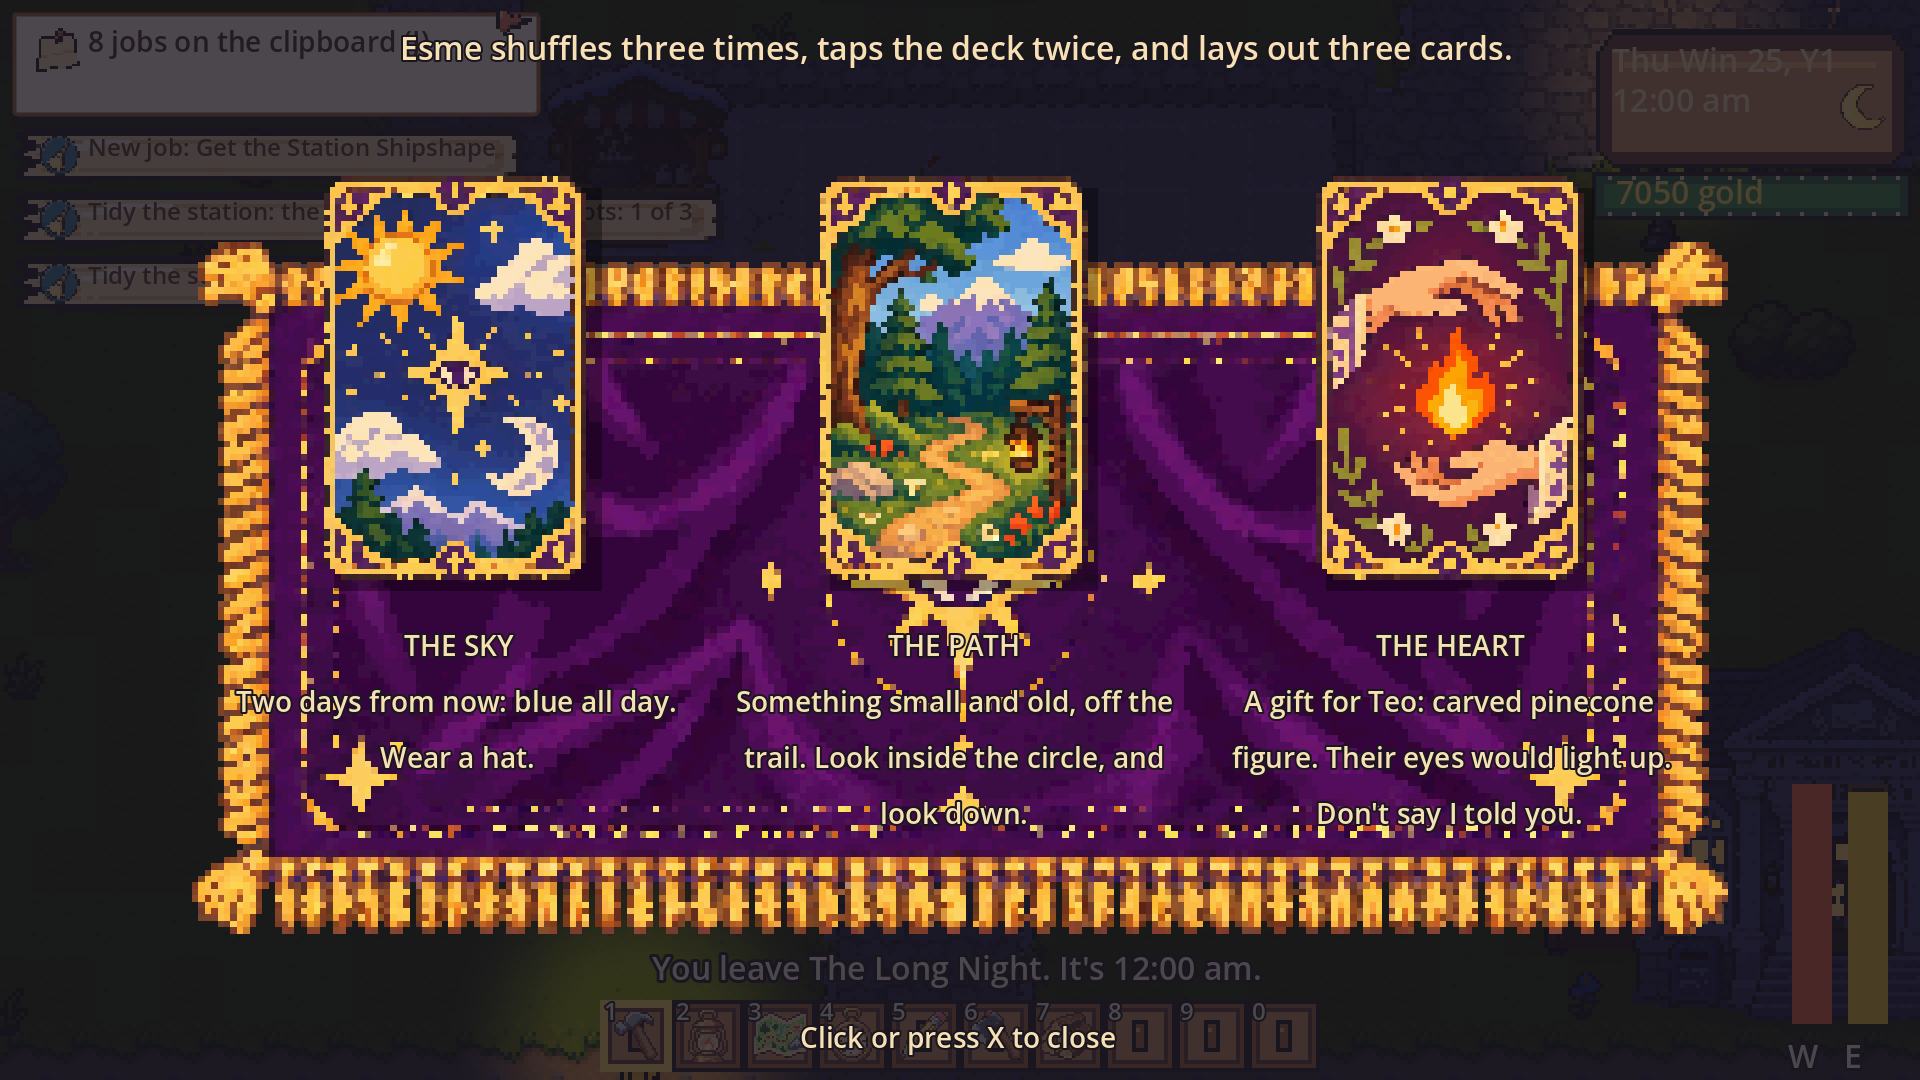 8 jobs on the clipboard
Esme shuffles three times, taps the deck twice, and lays out three cards.
Thu Win 25, Y1
12:00 am
New job: Get the Station Shipshape
7050 gold
Tidy the station: the
ots: 1 of 3
Tidy the s
THE SKY
Two days from now: blue all day.
Wear a hat.
THE PATH
Something small and old, off the
trail. Look inside the circle, and
look down.
THE HEART
A gift for Teo: carved pinecone
figure. Their eyes would light up.
Don't say I told you.
You leave The Long Night. It's 12:00 am.
1 2 3 4 5 6 7 8 9 0
Click or press X to close
W E